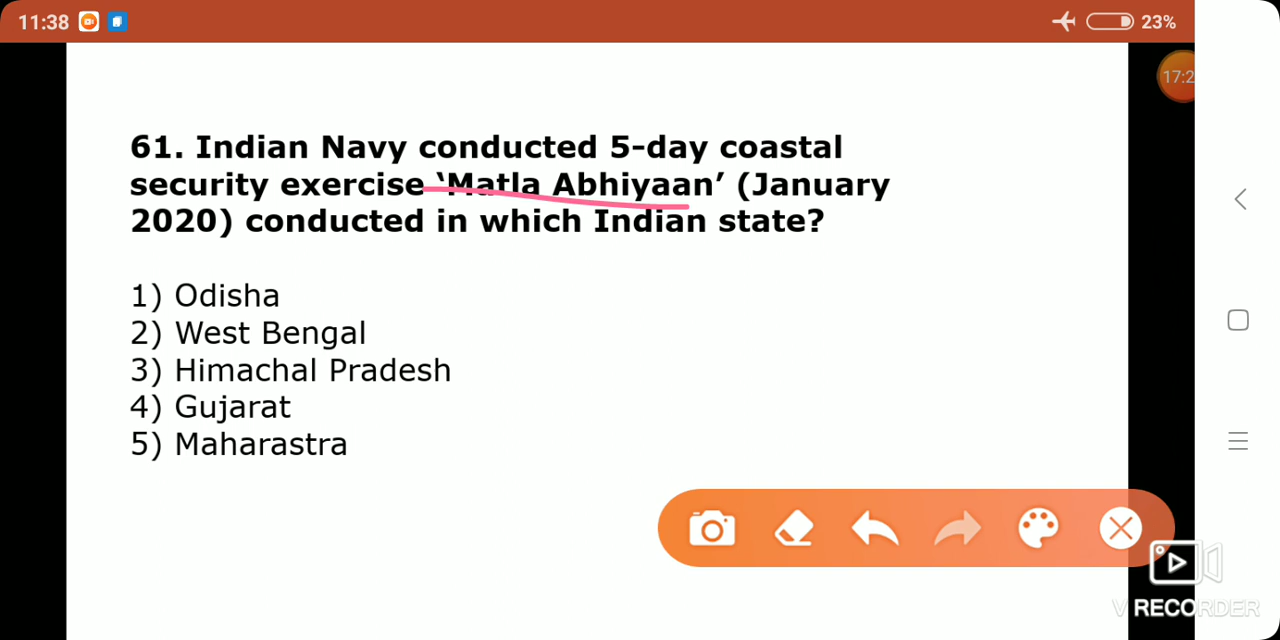 11:38
23%
17:2
61. Indian Navy conducted 5-day coastal
security exercise ‘Matla Abhiyaan’ (January
2020) conducted in which Indian state?
1) Odisha
2) West Bengal
3) Himachal Pradesh
4) Gujarat
5) Maharastra
V RECORDER